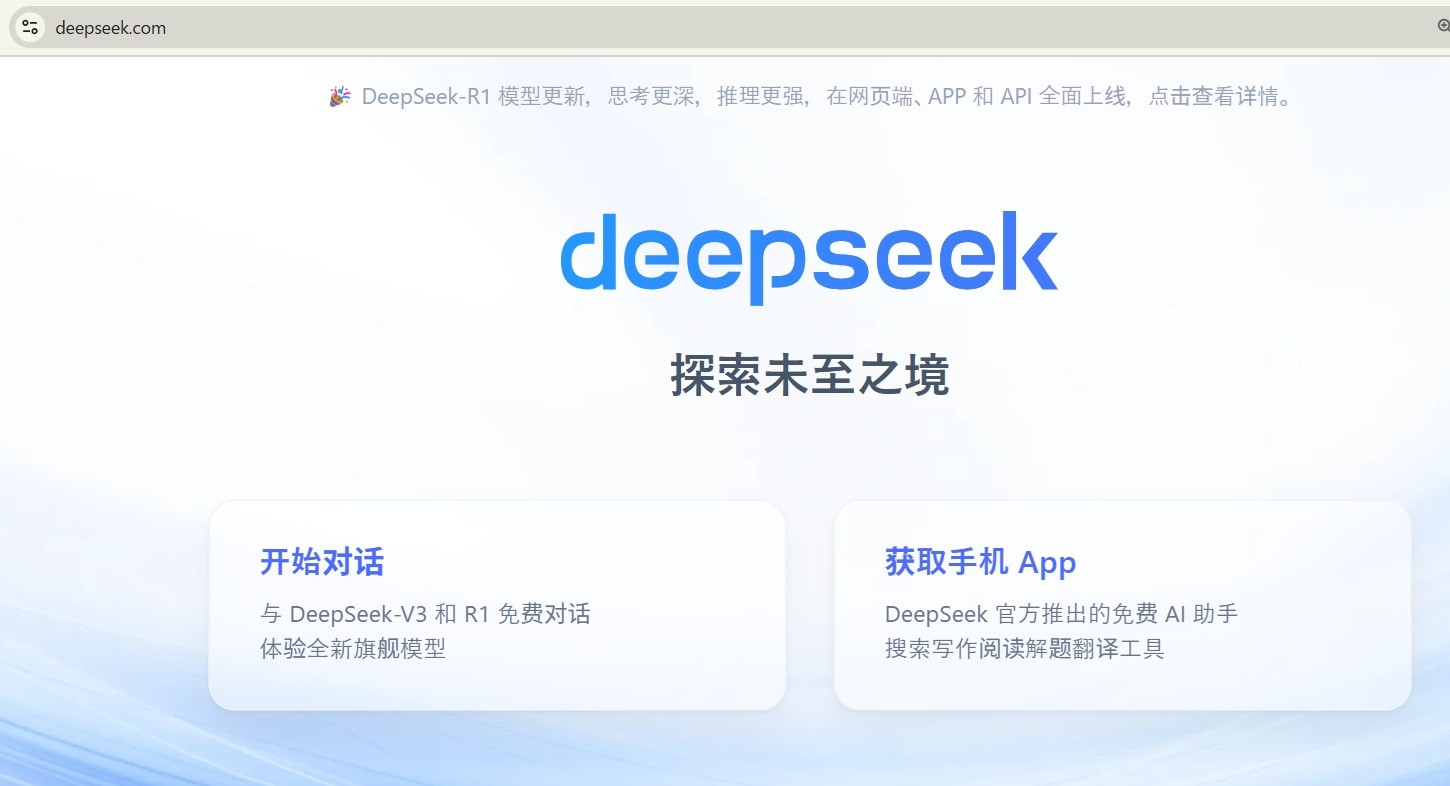 deepseek.com
🎉 DeepSeek-R1 模型更新，思考更深，推理更强，在网页端、APP 和 API 全面上线，点击查看详情。
deepseek
探索未至之境
开始对话
与 DeepSeek-V3 和 R1 免费对话
体验全新旗舰模型
获取手机 App
DeepSeek 官方推出的免费 AI 助手
搜索写作阅读解题翻译工具